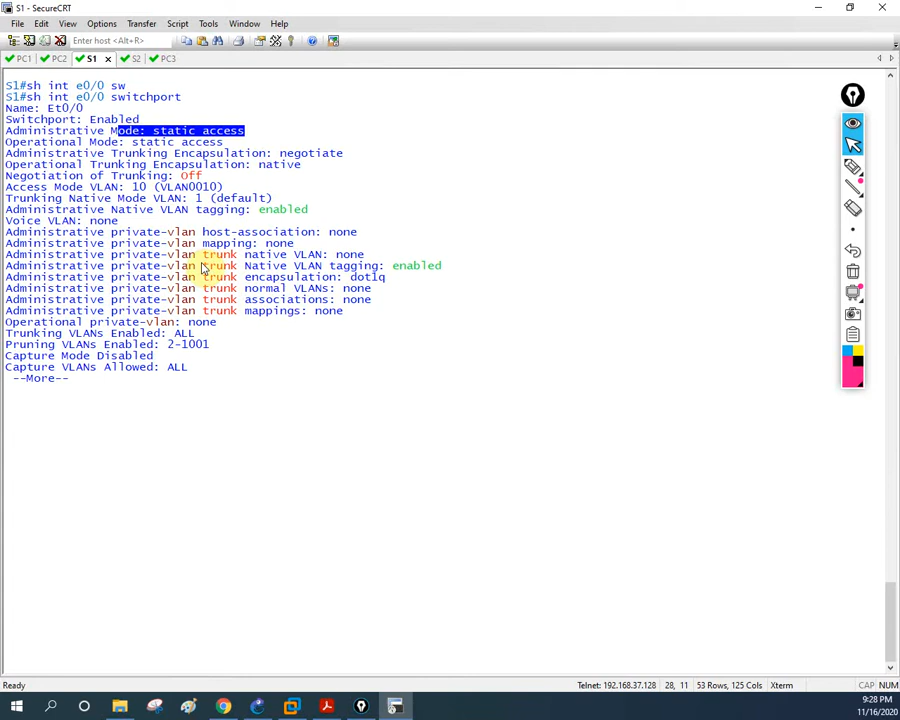 S1 - SecureCRT
File Edit View Options Transfer Script Tools Window Help
Enter host <Alt+R>
PC1 PC2 S1 S2 PC3
S1#sh int e0/0 sw
S1#sh int e0/0 switchport
Name: Et0/0
Switchport: Enabled
Administrative Mode: static access
Operational Mode: static access
Administrative Trunking Encapsulation: negotiate
Operational Trunking Encapsulation: native
Negotiation of Trunking: Off
Access Mode VLAN: 10 (VLAN0010)
Trunking Native Mode VLAN: 1 (default)
Administrative Native VLAN tagging: enabled
Voice VLAN: none
Administrative private-vlan host-association: none
Administrative private-vlan mapping: none
Administrative private-vlan trunk native VLAN: none
Administrative private-vlan trunk Native VLAN tagging: enabled
Administrative private-vlan trunk encapsulation: dot1q
Administrative private-vlan trunk normal VLANs: none
Administrative private-vlan trunk associations: none
Administrative private-vlan trunk mappings: none
Operational private-vlan: none
Trunking VLANs Enabled: ALL
Pruning VLANs Enabled: 2-1001
Capture Mode Disabled
Capture VLANs Allowed: ALL
--More--
Ready Telnet: 192.168.37.128 28, 11 53 Rows, 125 Cols Xterm CAP NUM
9:28 PM
11/16/2020